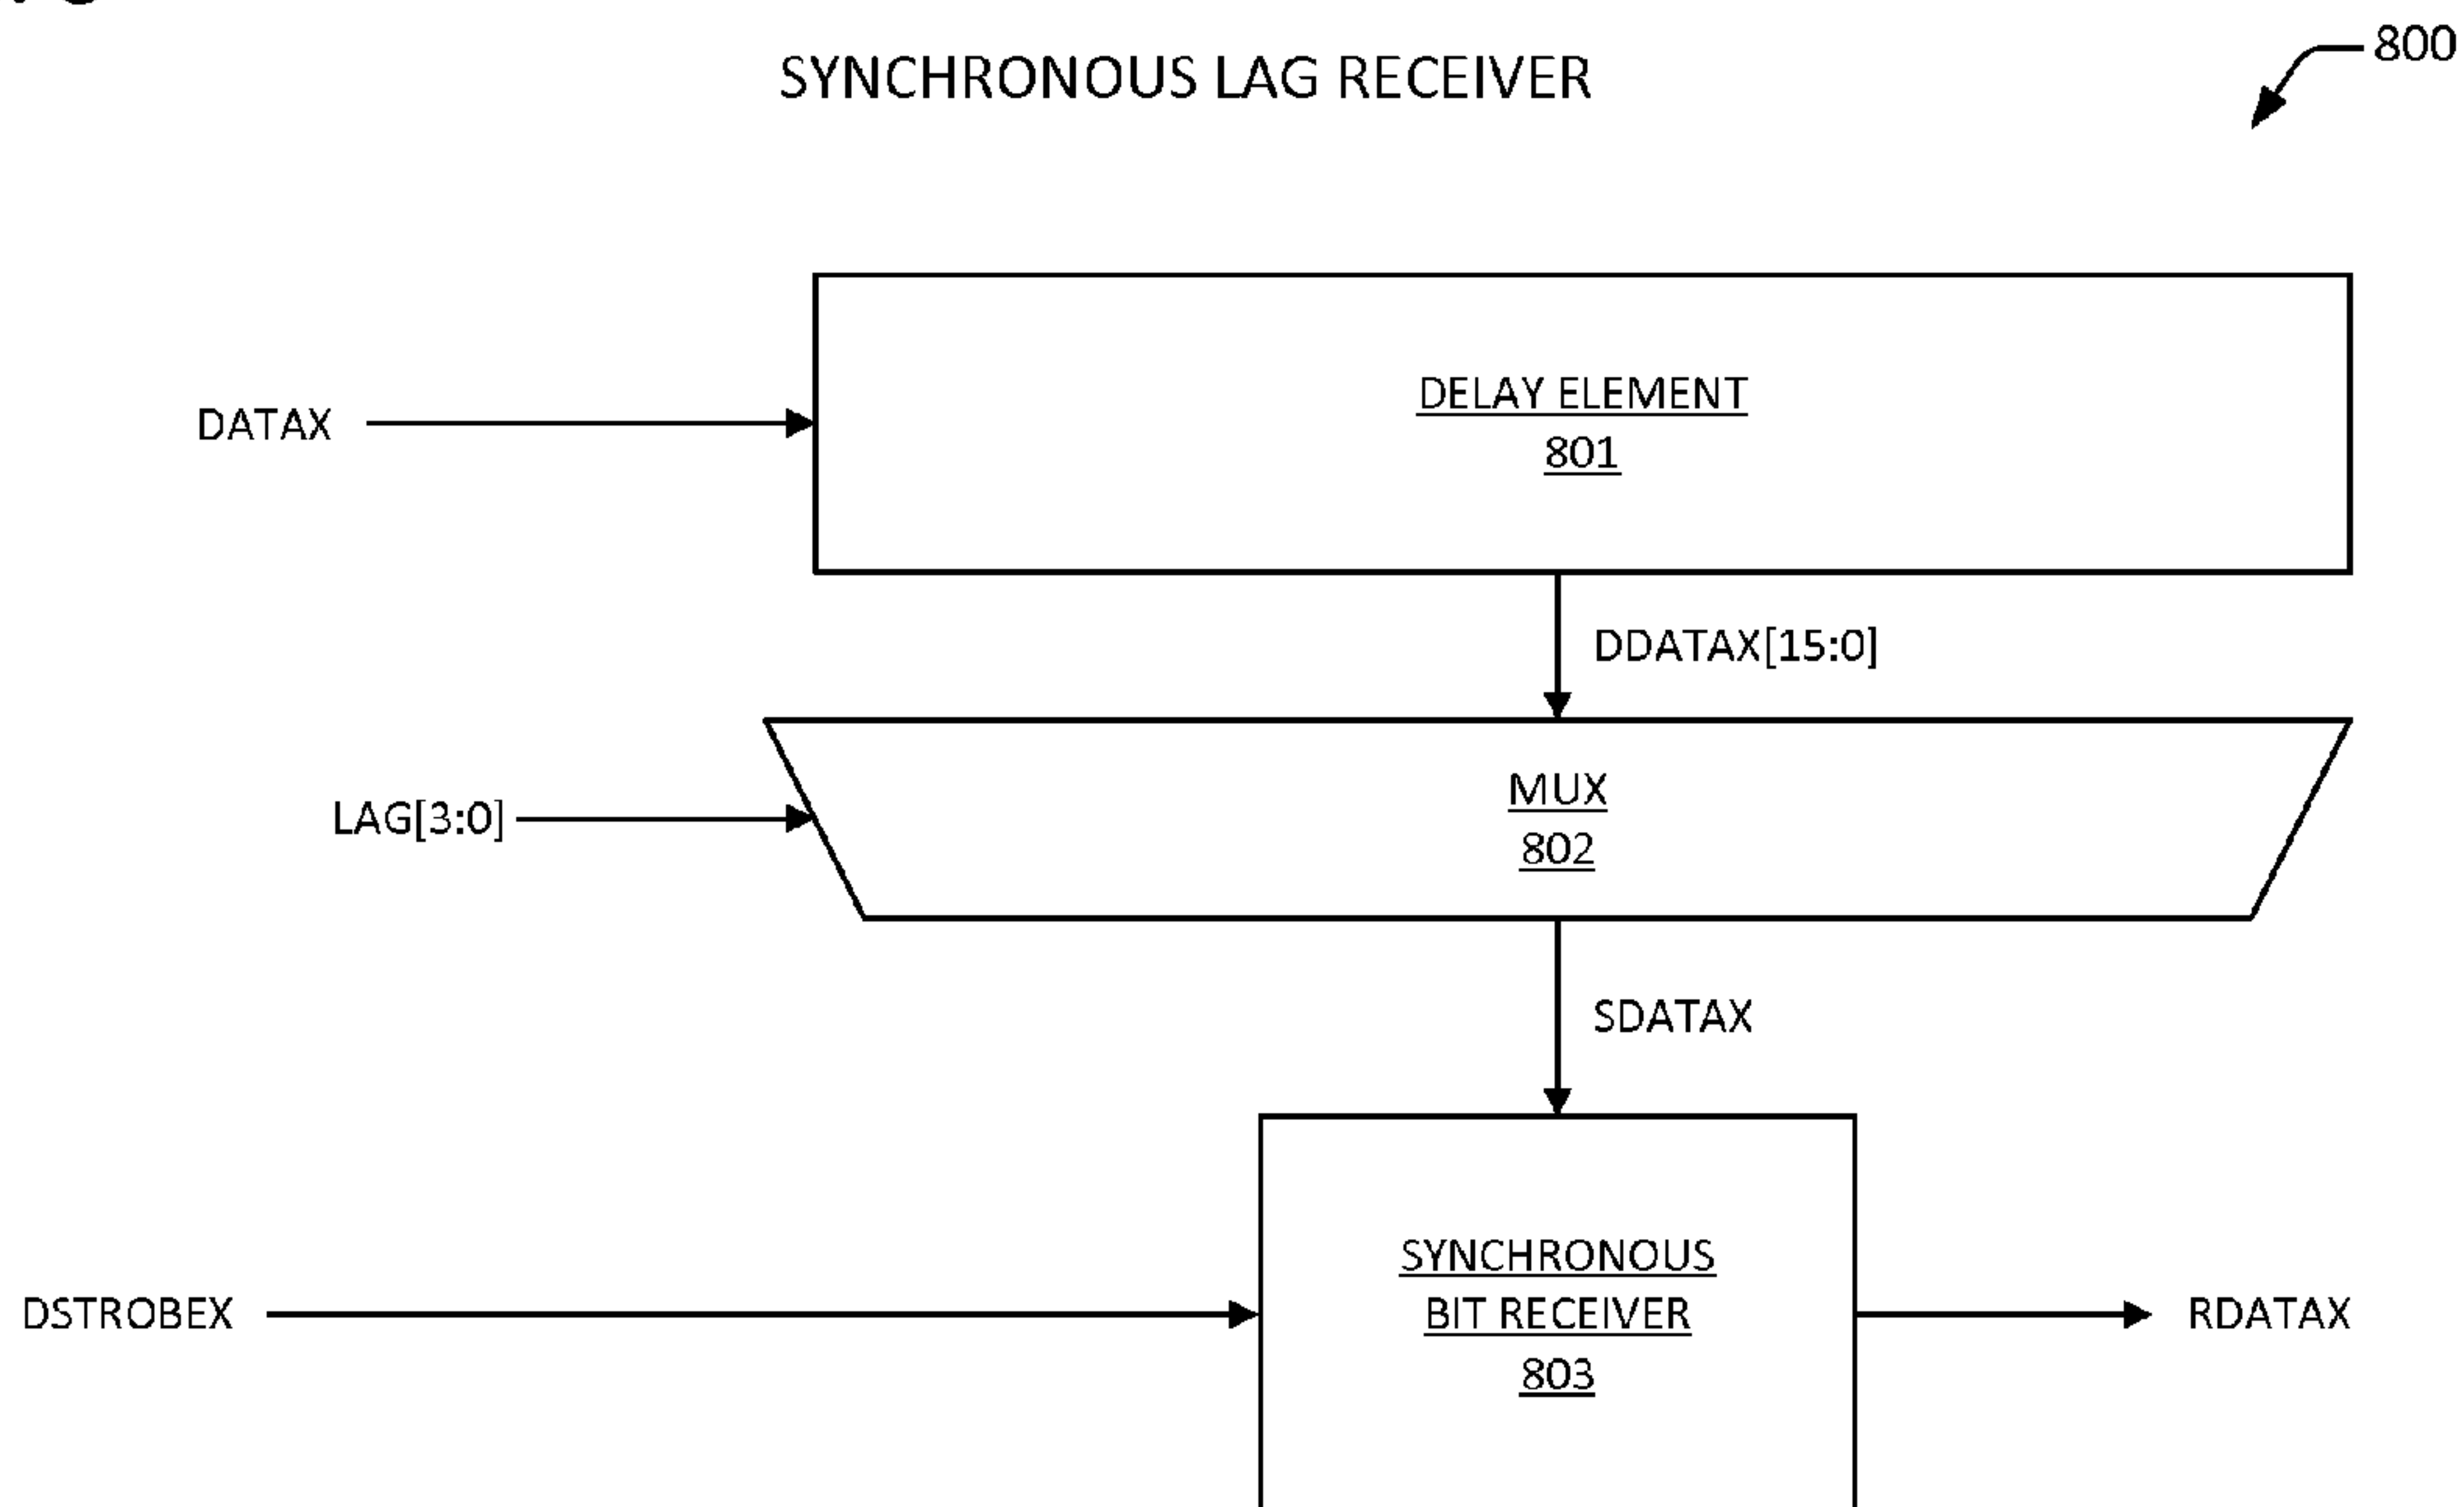 SYNCHRONOUS LAG RECEIVER
800
DELAY ELEMENT
801
DATAX
DDATAX[15:0]
LAG[3:0]
MUX
802
SDATAX
SYNCHRONOUS
BIT RECEIVER
803
DSTROBEX
RDATAX